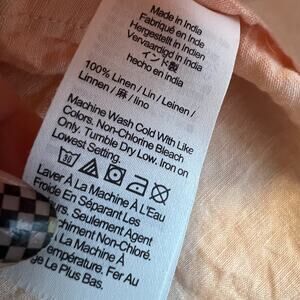 Made in India
Fabriqué en Inde
Hergestellt in Indien
Vervaardigd in India
インド製
hecho en india
100% Linen / Lin / Leinen /
Linnen / 麻 / lino
Machine Wash Cold With Like
Colors. Non-Chlorine Bleach
Only. Tumble Dry Low. Iron on
Lowest Setting.
30
Laver À La Machine À L'Eau
Froide En Séparant Les
Seulement Agent
Non-Chloré.
À La Machine À
Température. Fer Au
Le Plus Bas.